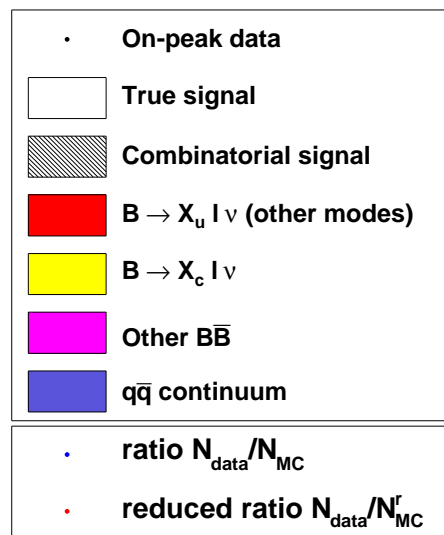 On-peak data
True signal
Combinatorial signal
B → X_u l ν (other modes)
B → X_c l ν
Other BB̅
qq̅ continuum
ratio N_data/N_MC
reduced ratio N_data/N^r_MC